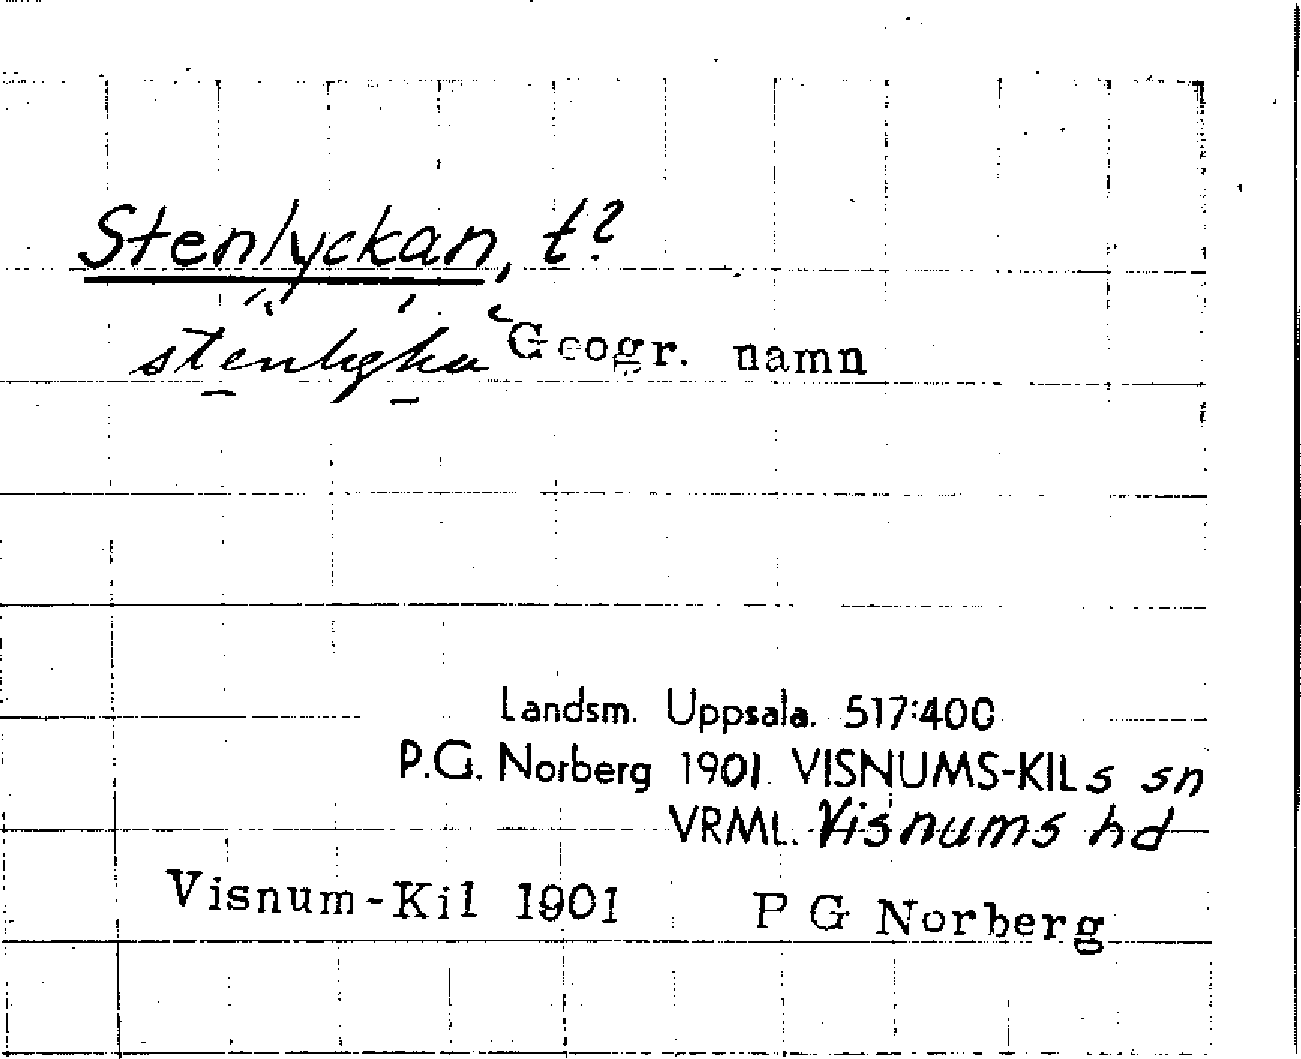 Stenlyckan, t?
Geogr. namn
Landsm. Uppsala. 517:400
P.G. Norberg 1901. VISNUMS-KILs sn
VRML. Visnums hd
Visnum-Kil 1901 P G Norberg